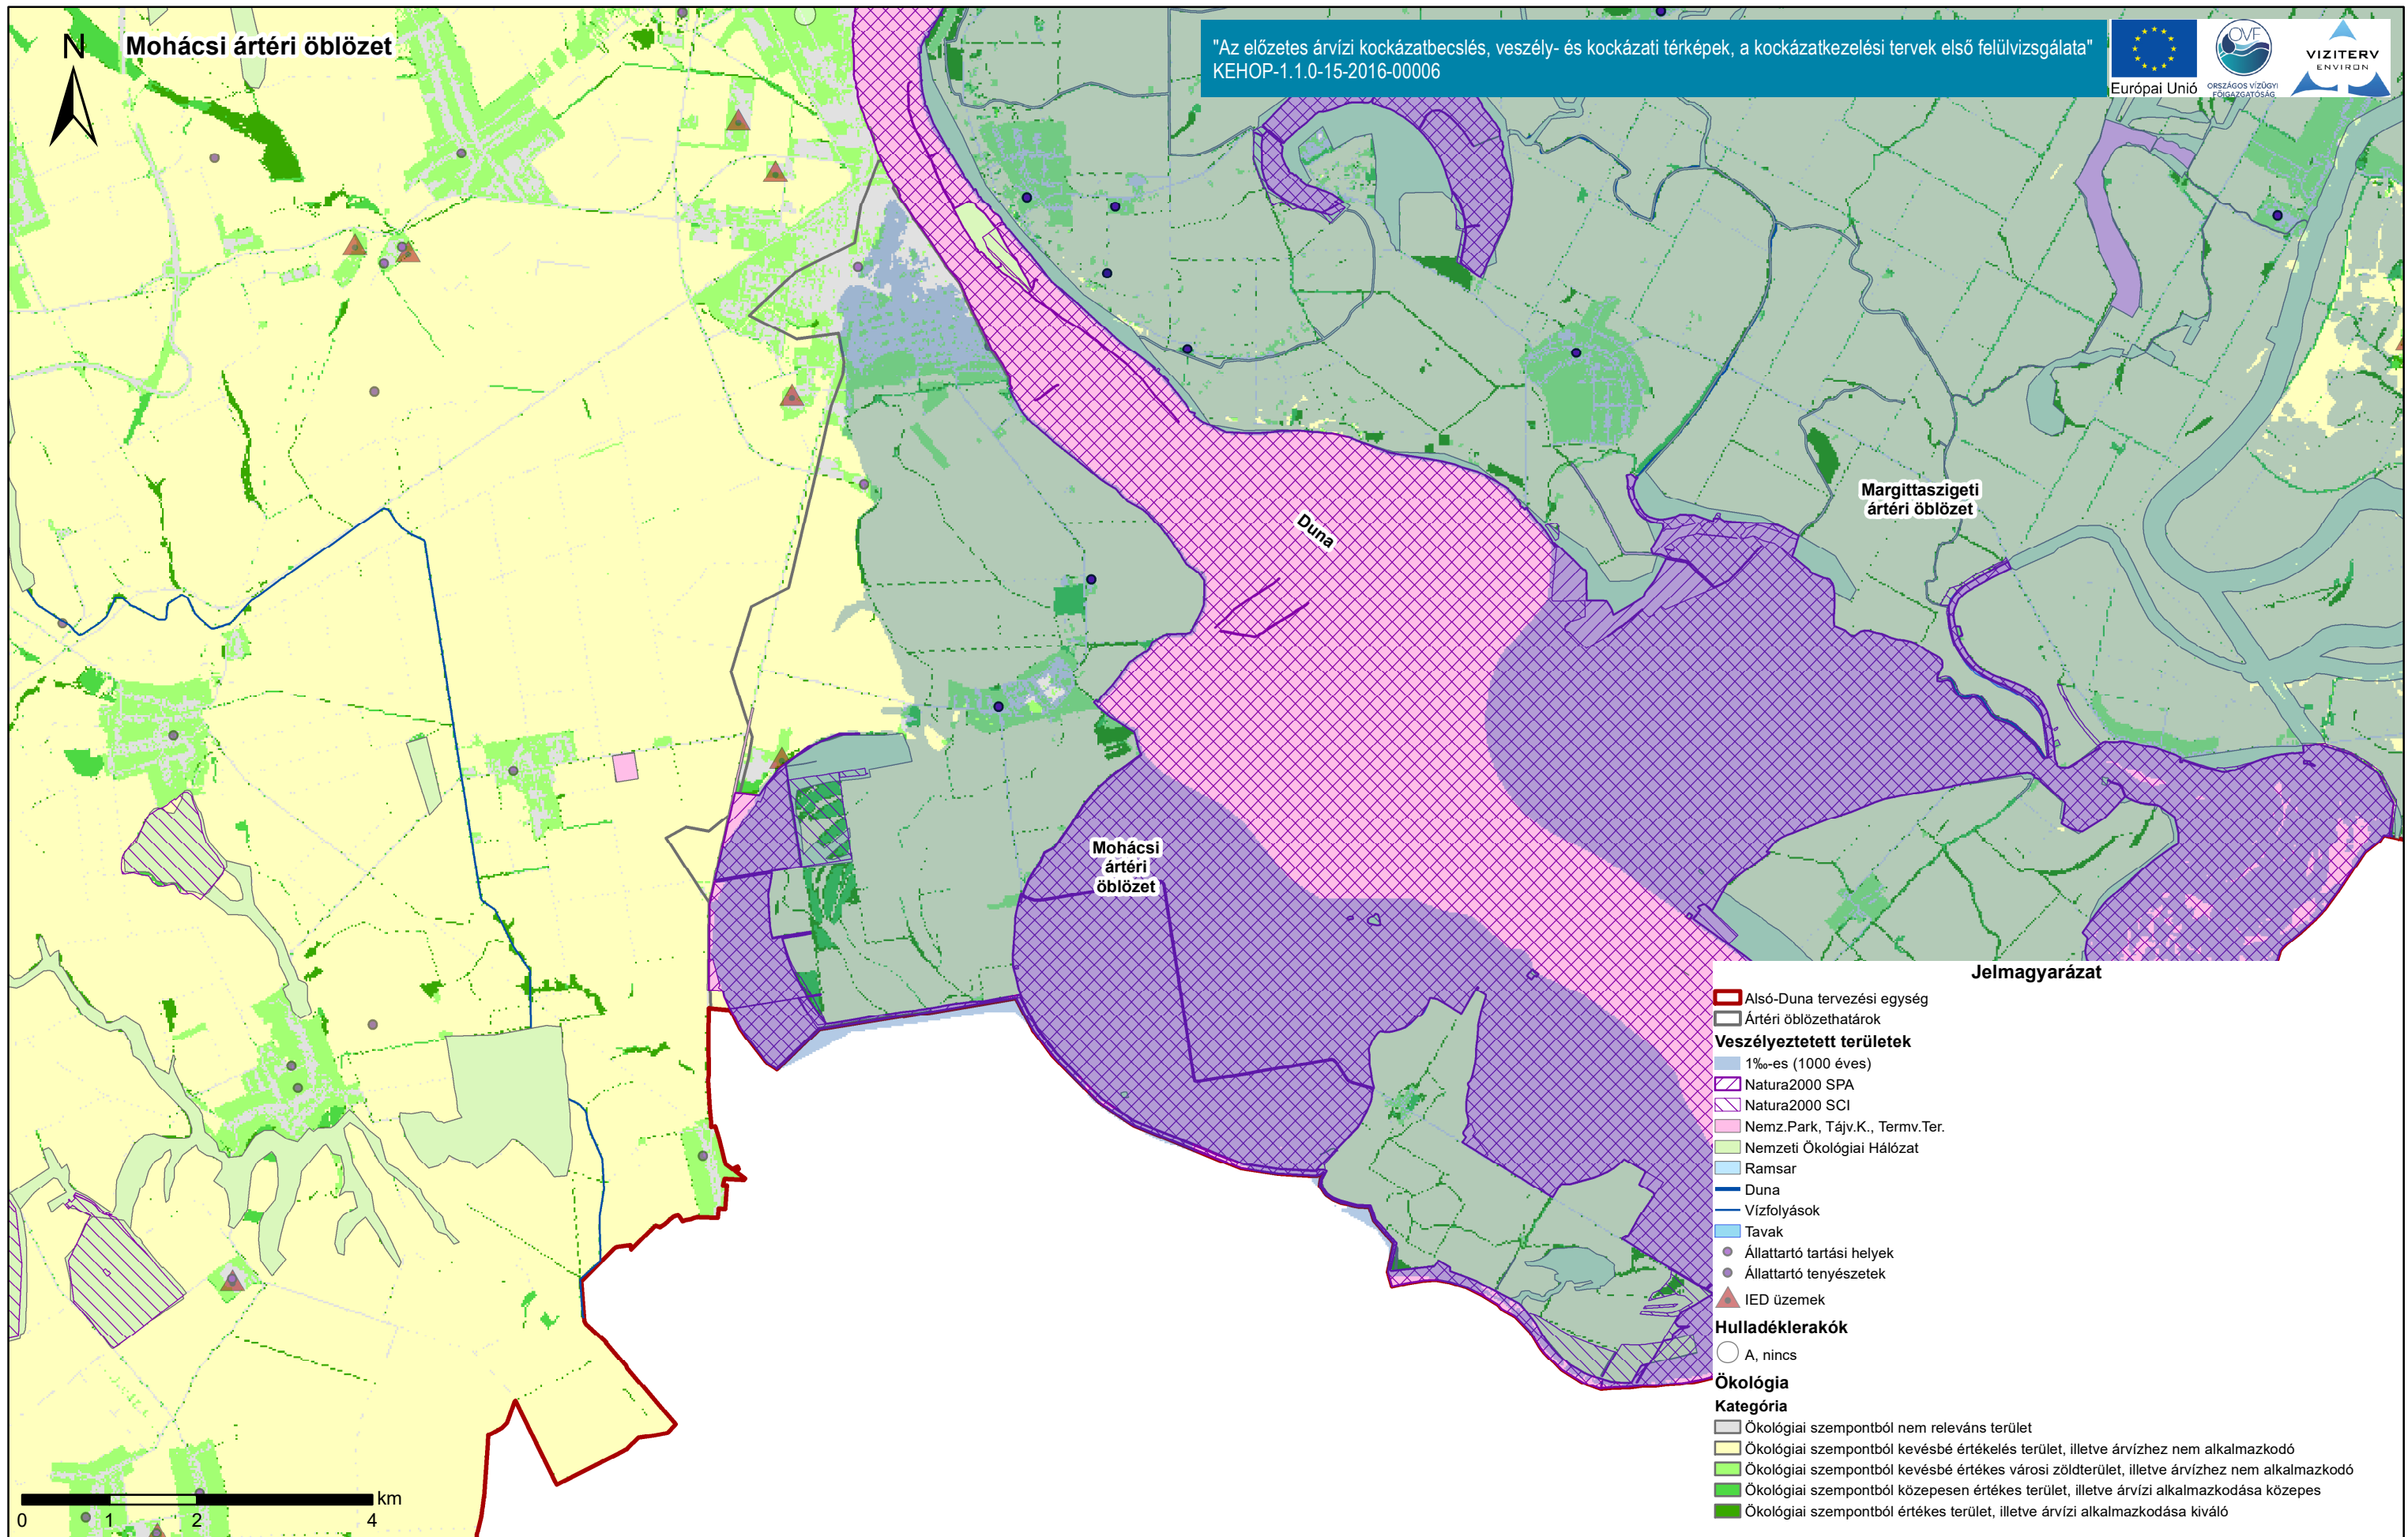 N
Mohácsi ártéri öblözet
"Az előzetes árvízi kockázatbecslés, veszély- és kockázati térképek, a kockázatkezelési tervek első felülvizsgálata"
KEHOP-1.1.0-15-2016-00006
Európai Unió
OVF
ORSZÁGOS VÍZÜGYI
FŐIGAZGATÓSÁG
VIZITERV
ENVIRON
Margittaszigeti
ártéri öblözet
Duna
Mohácsi
ártéri
öblözet
Jelmagyarázat
Alsó-Duna tervezési egység
Ártéri öblözethatárok
Veszélyeztetett területek
1‰-es (1000 éves)
Natura2000 SPA
Natura2000 SCI
Nemz.Park, Tájv.K., Termv.Ter.
Nemzeti Ökológiai Hálózat
Ramsar
Duna
Vízfolyások
Tavak
Állattartó tartási helyek
Állattartó tenyészetek
IED üzemek
Hulladéklerakók
A, nincs
Ökológia
Kategória
Ökológiai szempontból nem releváns terület
Ökológiai szempontból kevésbé értékelés terület, illetve árvízhez nem alkalmazkodó
Ökológiai szempontból kevésbé értékes városi zöldterület, illetve árvízhez nem alkalmazkodó
Ökológiai szempontból közepesen értékes terület, illetve árvízi alkalmazkodása közepes
Ökológiai szempontból értékes terület, illetve árvízi alkalmazkodása kiváló
km
0 1 2 4